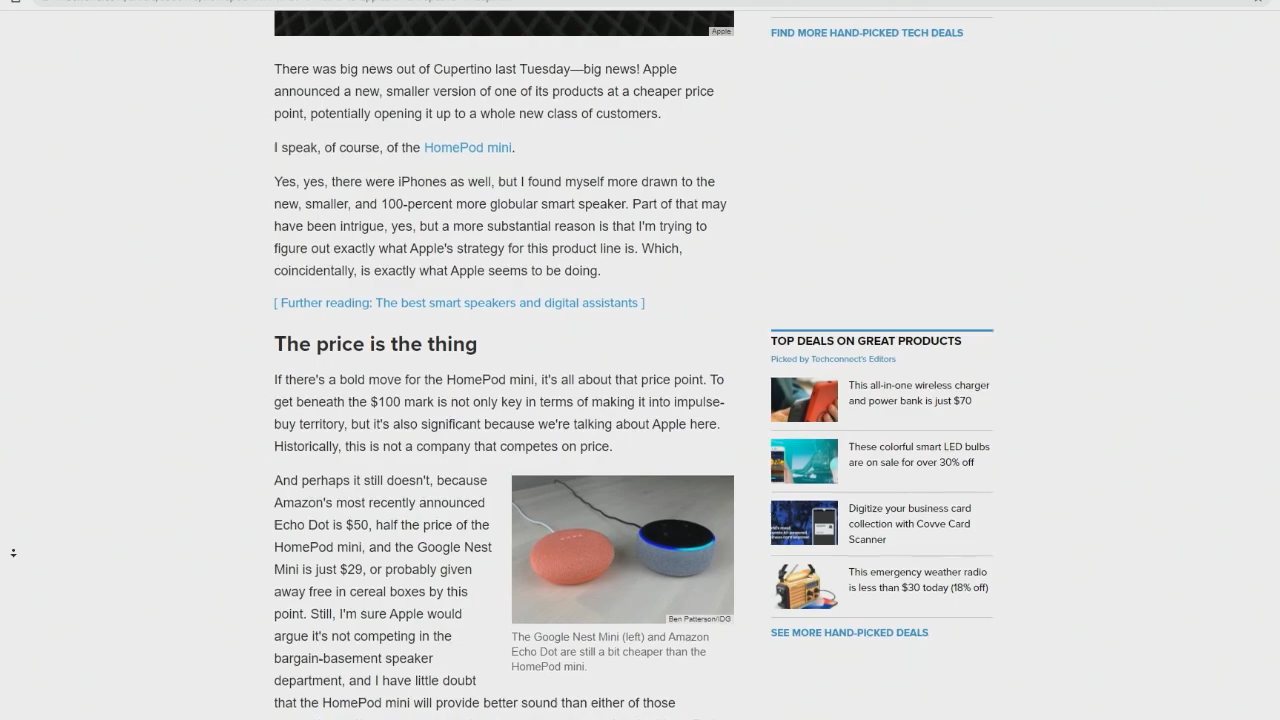 Apple
There was big news out of Cupertino last Tuesday—big news! Apple
announced a new, smaller version of one of its products at a cheaper price
point, potentially opening it up to a whole new class of customers.
I speak, of course, of the HomePod mini.
Yes, yes, there were iPhones as well, but I found myself more drawn to the
new, smaller, and 100-percent more globular smart speaker. Part of that may
have been intrigue, yes, but a more substantial reason is that I'm trying to
figure out exactly what Apple's strategy for this product line is. Which,
coincidentally, is exactly what Apple seems to be doing.
[ Further reading: The best smart speakers and digital assistants ]
The price is the thing
If there's a bold move for the HomePod mini, it's all about that price point. To
get beneath the $100 mark is not only key in terms of making it into impulse-
buy territory, but it's also significant because we're talking about Apple here.
Historically, this is not a company that competes on price.
And perhaps it still doesn't, because
Amazon's most recently announced
Echo Dot is $50, half the price of the
HomePod mini, and the Google Nest
Mini is just $29, or probably given
away free in cereal boxes by this
point. Still, I'm sure Apple would
argue it's not competing in the
bargain-basement speaker
department, and I have little doubt
that the HomePod mini will provide better sound than either of those
Ben Patterson/IDG
The Google Nest Mini (left) and Amazon
Echo Dot are still a bit cheaper than the
HomePod mini.
FIND MORE HAND-PICKED TECH DEALS
TOP DEALS ON GREAT PRODUCTS
Picked by Techconnect's Editors
This all-in-one wireless charger
and power bank is just $70
These colorful smart LED bulbs
are on sale for over 30% off
Digitize your business card
collection with Covve Card
Scanner
This emergency weather radio
is less than $30 today (18% off)
SEE MORE HAND-PICKED DEALS